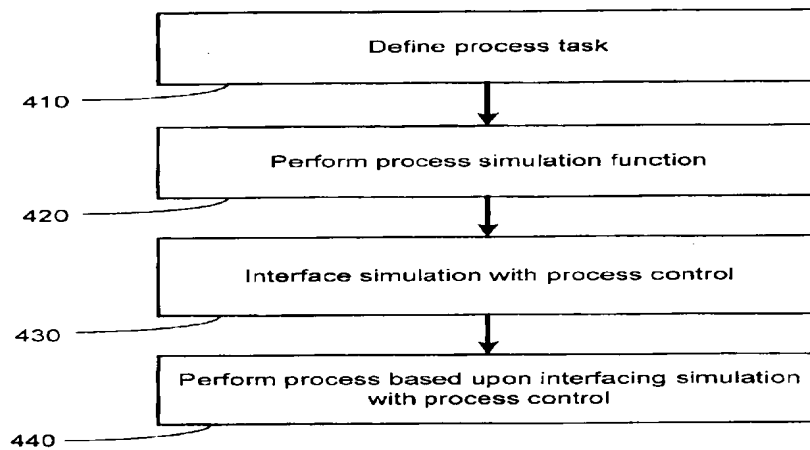 Define process task
410
Perform process simulation function
420
Interface simulation with process control
430
Perform process based upon interfacing simulation
with process control
440